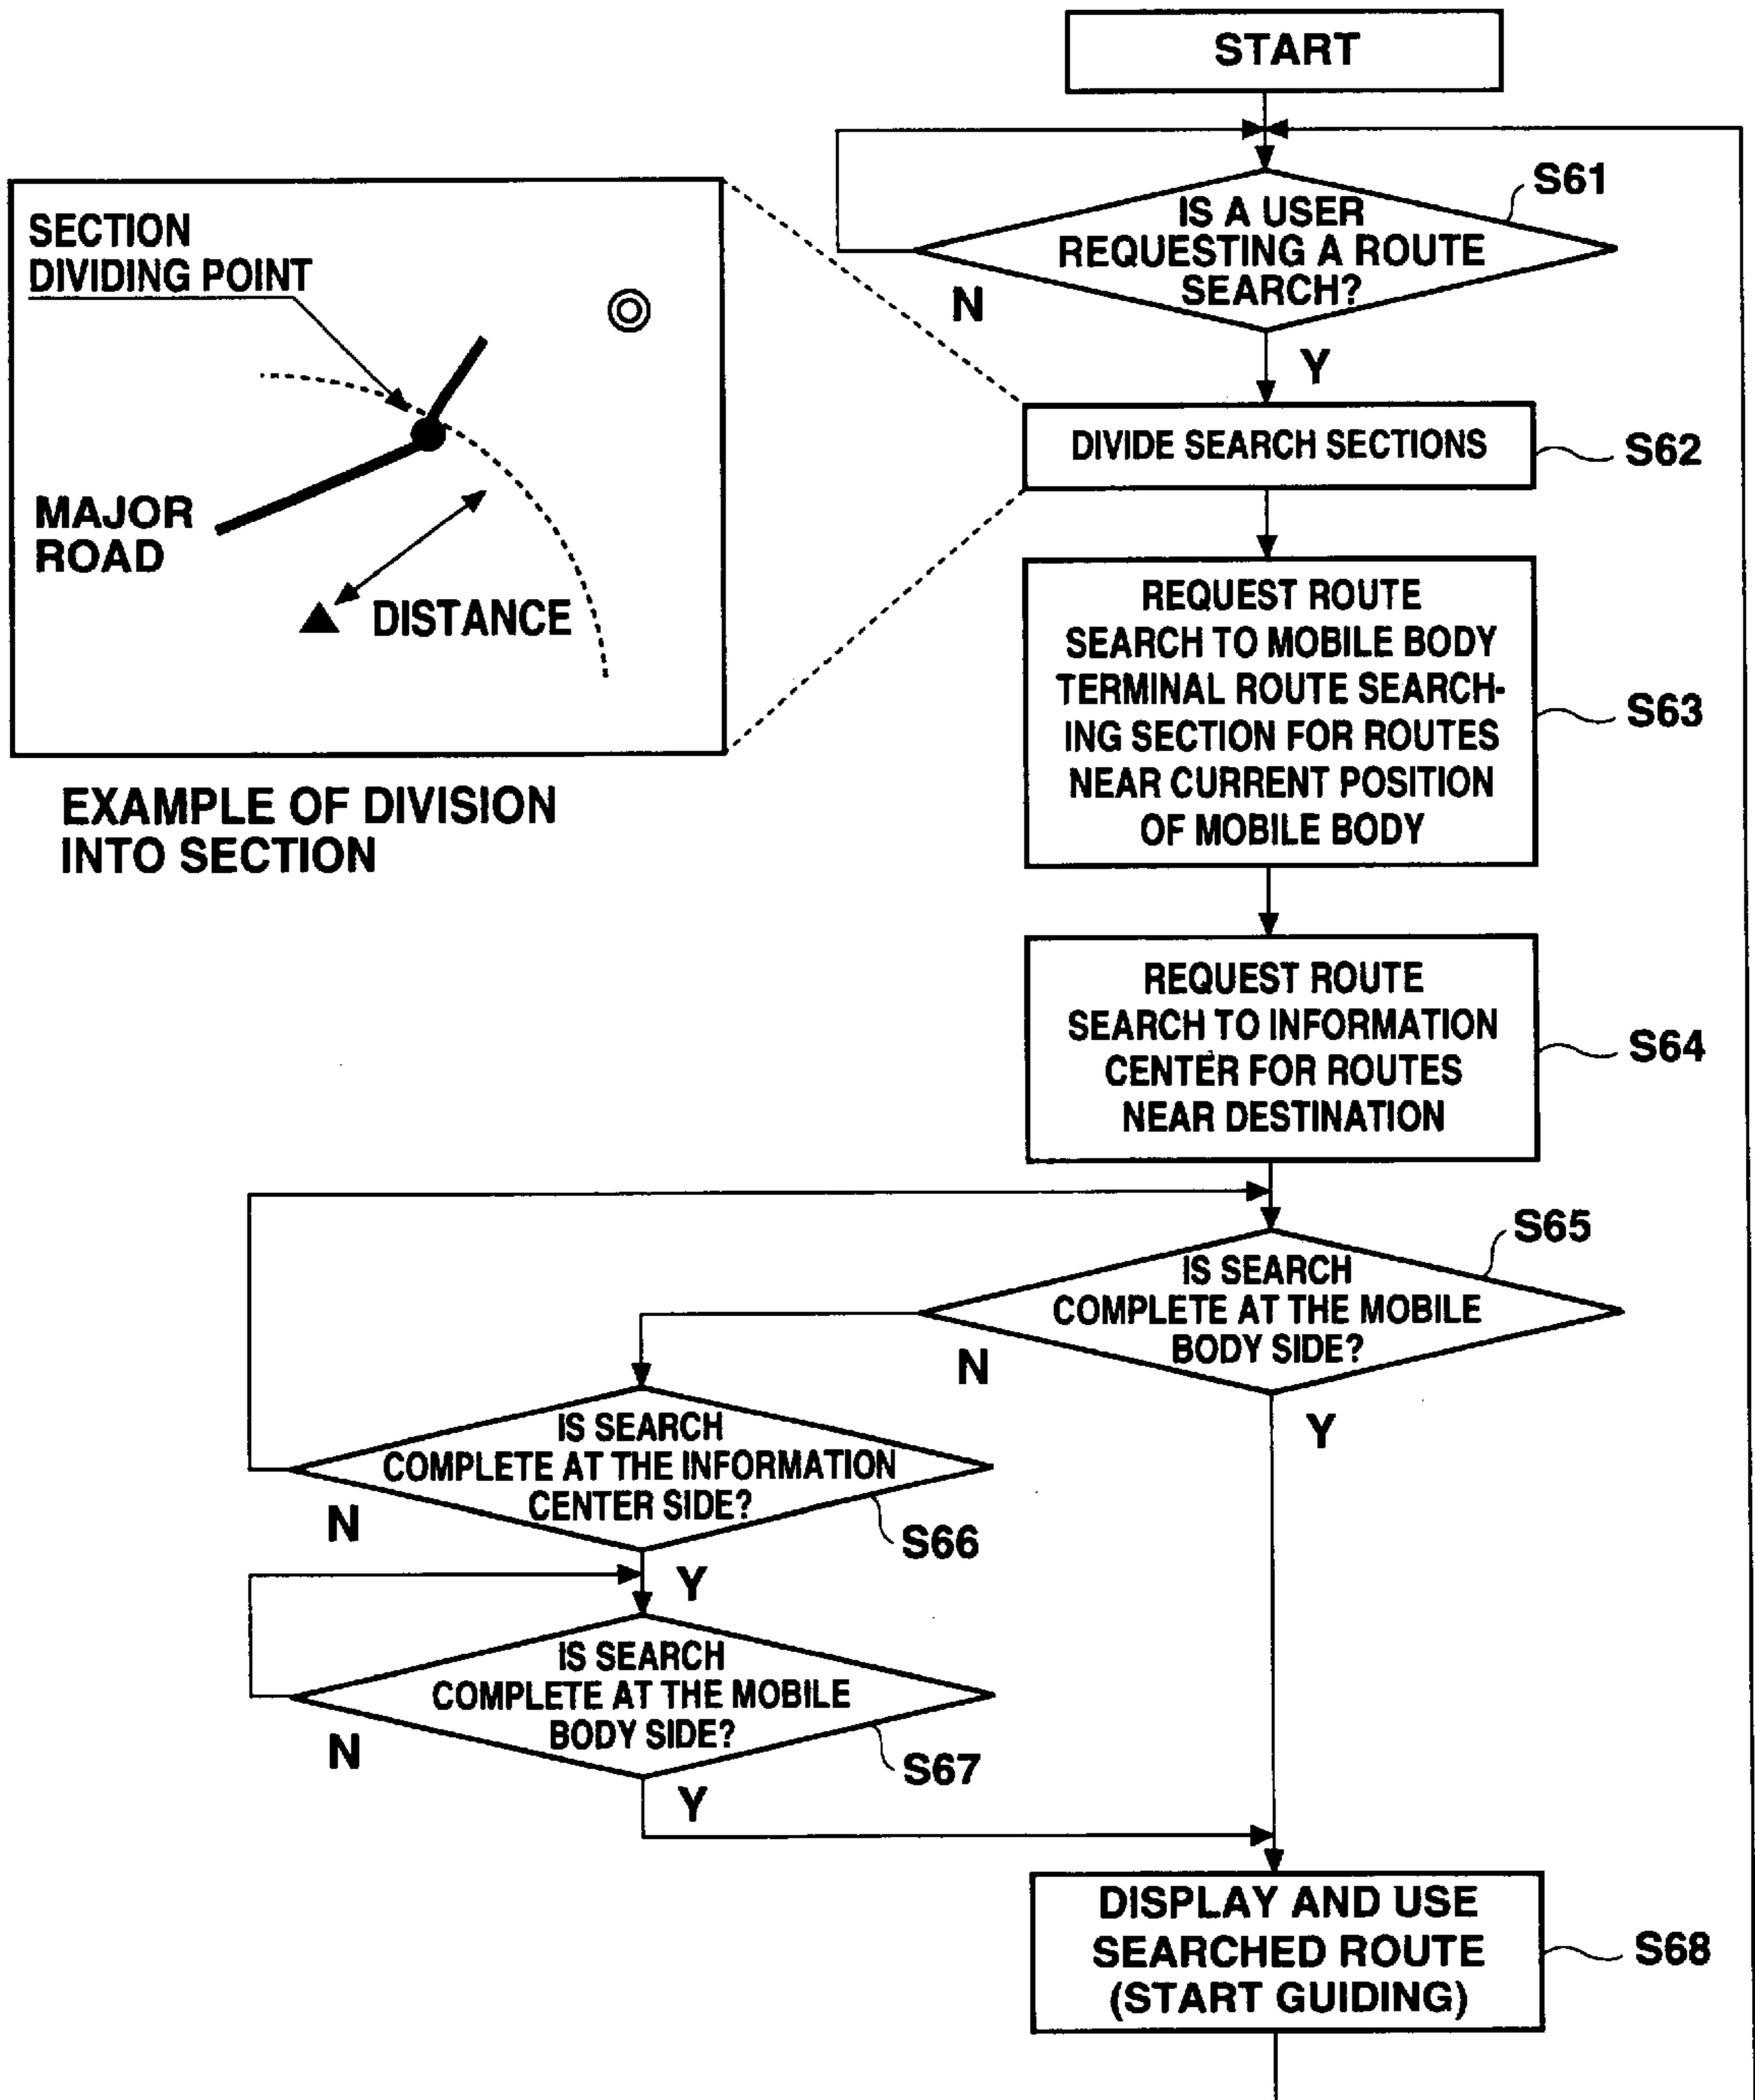 START
S61
IS A USER
REQUESTING A ROUTE
SEARCH?
N
Y
SECTION
DIVIDING POINT
MAJOR
ROAD
DISTANCE
EXAMPLE OF DIVISION
INTO SECTION
DIVIDE SEARCH SECTIONS
S62
REQUEST ROUTE
SEARCH TO MOBILE BODY
TERMINAL ROUTE SEARCH-
ING SECTION FOR ROUTES
NEAR CURRENT POSITION
OF MOBILE BODY
S63
REQUEST ROUTE
SEARCH TO INFORMATION
CENTER FOR ROUTES
NEAR DESTINATION
S64
S65
IS SEARCH
COMPLETE AT THE MOBILE
BODY SIDE?
N
Y
IS SEARCH
COMPLETE AT THE INFORMATION
CENTER SIDE?
N
S66
Y
IS SEARCH
COMPLETE AT THE MOBILE
BODY SIDE?
N
S67
Y
DISPLAY AND USE
SEARCHED ROUTE
(START GUIDING)
S68